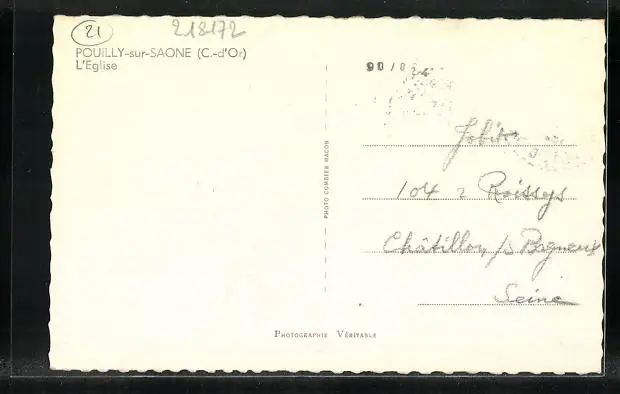 21
218172
POUILLY-sur-SAONE (C.-d'Or)
L'Eglise
PHOTO COMBIER MACON
104 r Roissys
Châtillon s/s Bagneux
Seine
PHOTOGRAPHIE VÉRITABLE